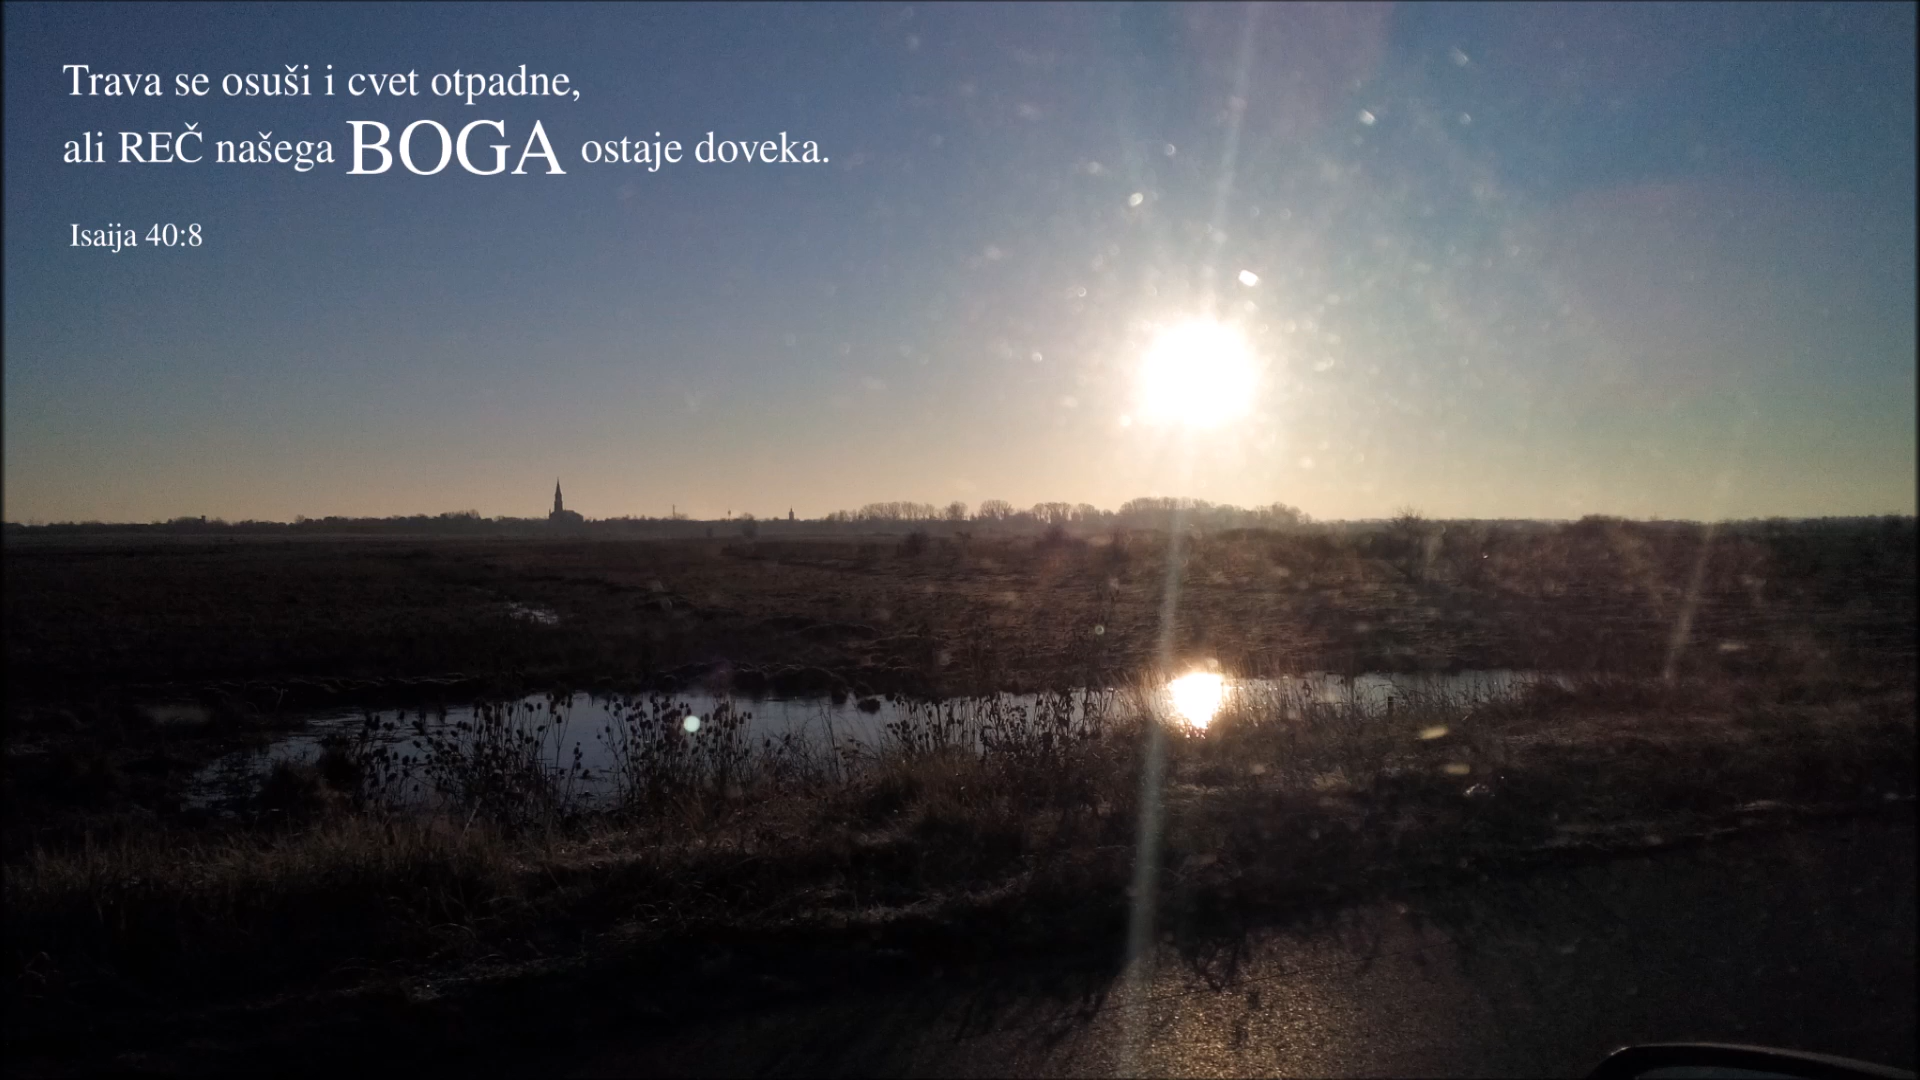 Trava se osuši i cvet otpadne,
ali REČ našega BOGA ostaje doveka.
Isaija 40:8